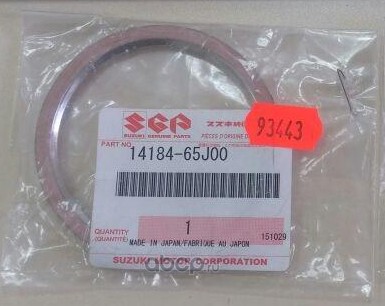 SGP
SUZUKI GENUINE PARTS
PIÈCES D'ORIGINE
93443
PART NO
14184-65J00
QUANTITY
(QUANTITÉ)
1
151029
MADE IN JAPAN/FABRIQUE AU JAPON
SUZUKI MOTOR CORPORATION